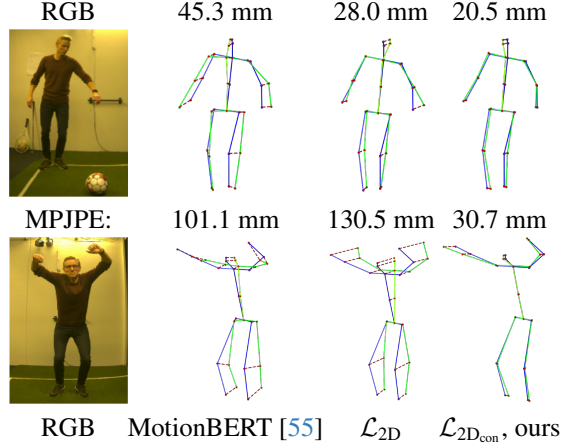 RGB 45.3 mm 28.0 mm 20.5 mm
MPJPE: 101.1 mm 130.5 mm 30.7 mm
RGB MotionBERT [55] ℒ2D ℒ2Dcon, ours